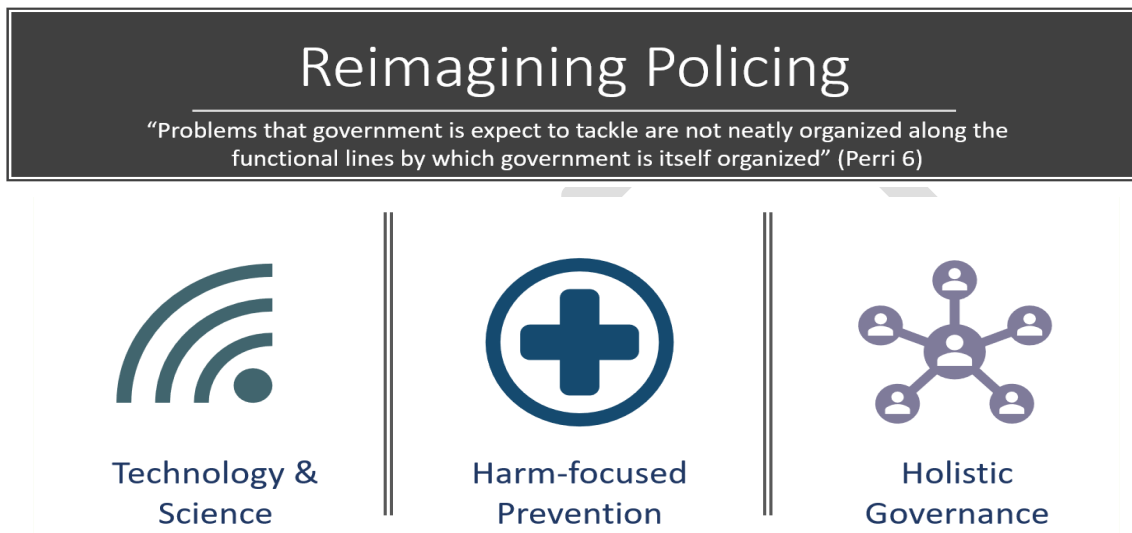 Reimagining Policing
“Problems that government is expect to tackle are not neatly organized along the
functional lines by which government is itself organized” (Perri 6)
Technology &
Science
Harm-focused
Prevention
Holistic
Governance